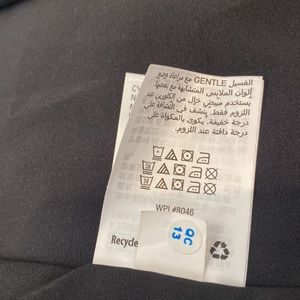 الغسيل GENTLE مع مراعاة وضع
ألوان الملابس المتشابهة مع بعضها.
يستخدم مبيض خال من الكلورين عند
اللزوم فقط. ينشف في النشافة على
درجة خفيفة. يكوى بالمكواة على
درجة دافئة عند اللزوم.
WPL #8046
QC
13
Recycle